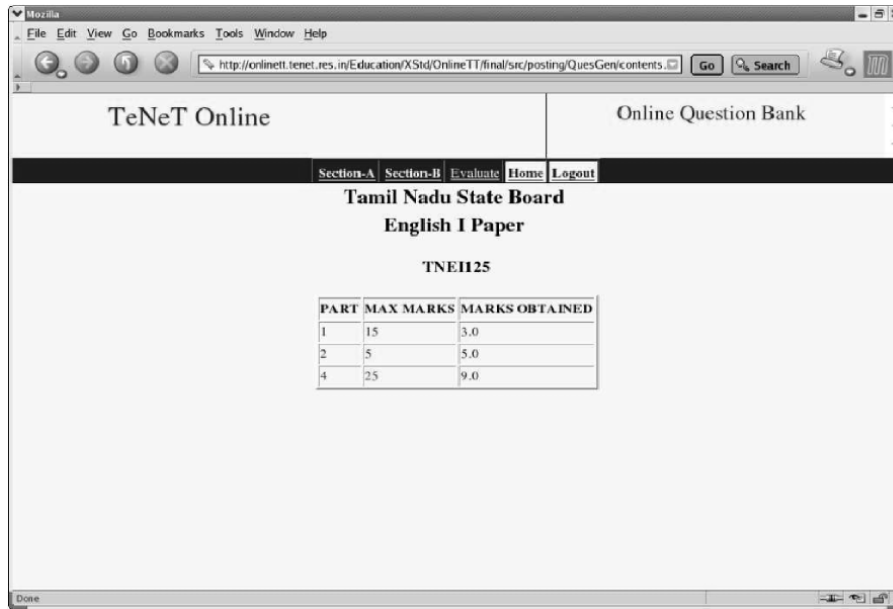 Mozilla
File Edit View Go Bookmarks Tools Window Help
http://onlinett.tenet.res.in/Education/XStd/OnlineTT/final/src/posting/QuesGen/contents. Go Search
TeNeT Online
Online Question Bank
Section-A Section-B Evaluate Home Logout
Tamil Nadu State Board
English I Paper
TNEI125
PART MAX MARKS MARKS OBTAINED
1 15 3.0
2 5 5.0
4 25 9.0
Done